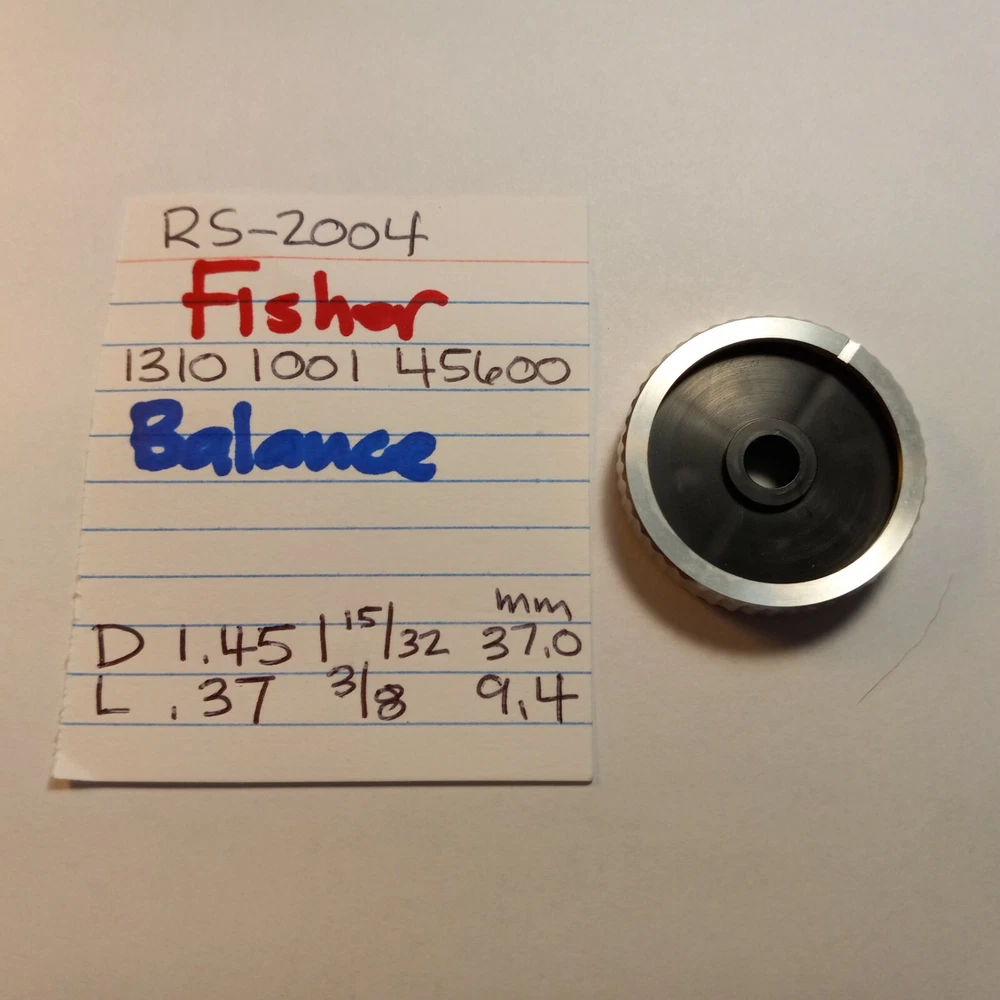 RS-2004
Fisher
1310 1001 45600
Balance
mm
D 1.45 1 15/32 37.0
L .37 3/8 9.4